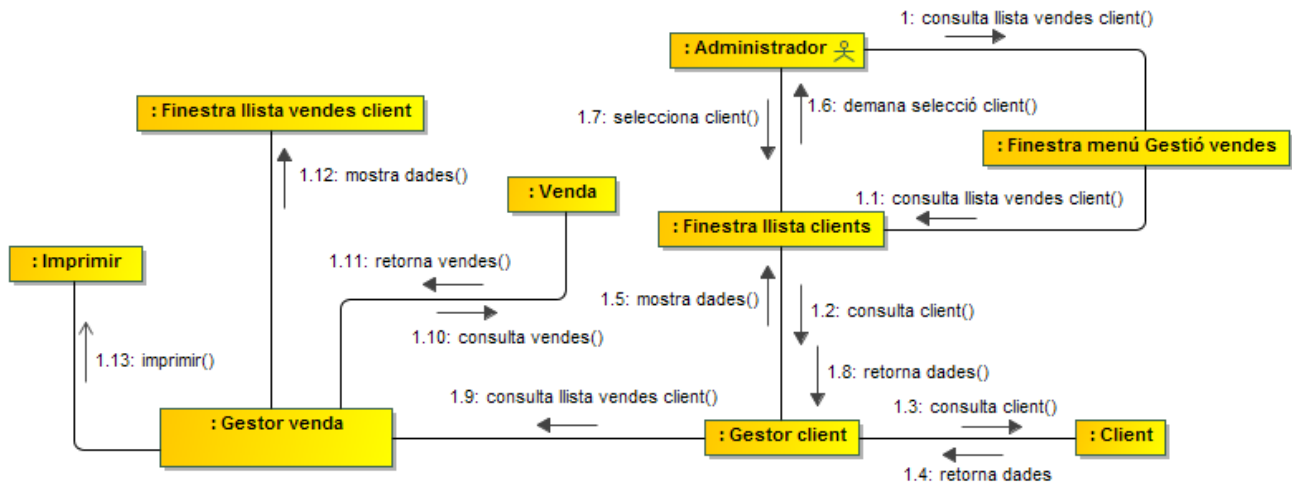 1: consulta llista vendes client()
: Administrador
: Finestra llista vendes client
1.7: selecciona client()
1.6: demana selecció client()
: Finestra menú Gestió vendes
1.12: mostra dades()
: Venda
1.1: consulta llista vendes client()
: Finestra llista clients
: Imprimir
1.11: retorna vendes()
1.5: mostra dades()
1.2: consulta client()
1.10: consulta vendes()
1.13: imprimir()
1.8: retorna dades()
1.9: consulta llista vendes client()
1.3: consulta client()
: Gestor venda
: Gestor client
: Client
1.4: retorna dades